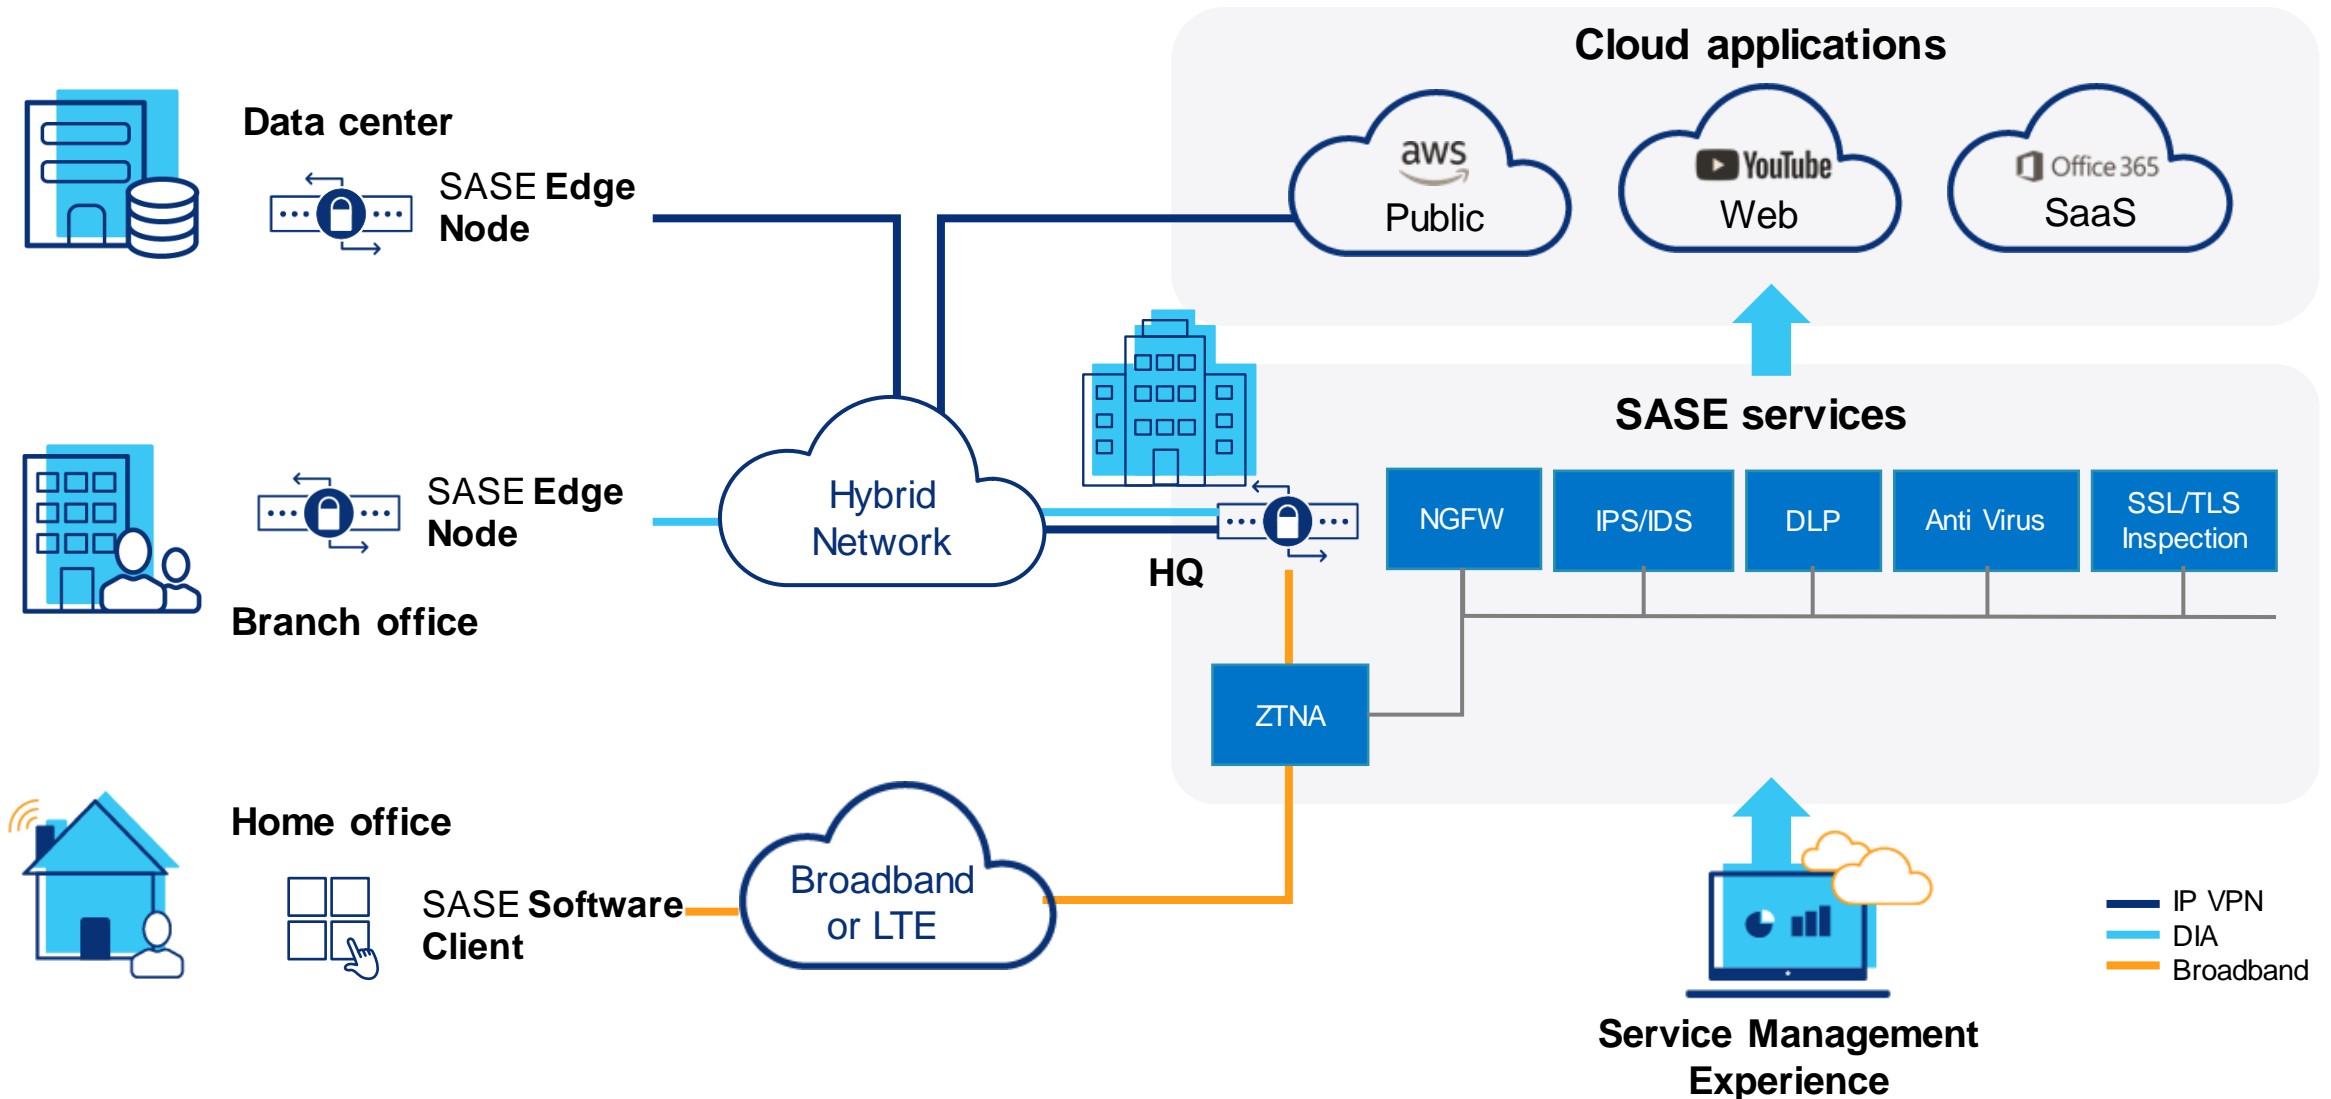 Cloud applications
Data center
SASE Edge
Node
aws
Public
YouTube
Web
Office 365
SaaS
SASE services
SASE Edge
Node
Branch office
Hybrid
Network
HQ
NGFW
IPS/IDS
DLP
Anti Virus
SSL/TLS
Inspection
ZTNA
Home office
SASE Software
Client
Broadband
or LTE
IP VPN
DIA
Broadband
Service Management
Experience